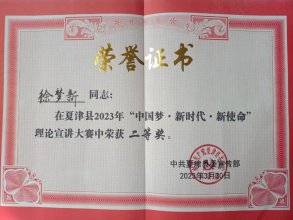 荣誉证书
徐梦新 同志：
在夏津县2023年“中国梦·新时代·新使命”
理论宣讲大赛中荣获 二等奖。
中共夏津县委宣传部
2023年3月30日